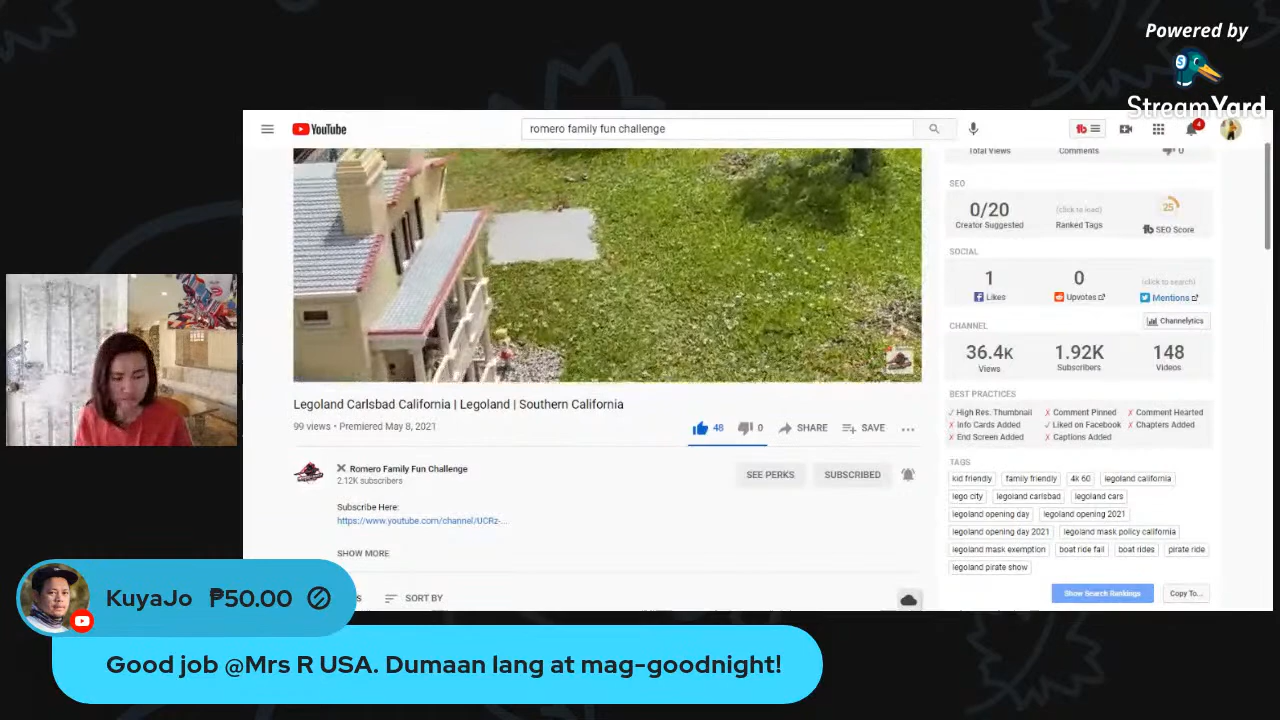 Powered by
StreamYard
YouTube
romero family fun challenge
4
Total Views
Comments
0
SEO
0/20
Creator Suggested
(click to load)
Ranked Tags
25
tb SEO Score
SOCIAL
1
Likes
0
Upvotes
(click to search)
Mentions
Channelytics
CHANNEL
36.4K
Views
1.92K
Subscribers
148
Videos
BEST PRACTICES
✓ High Res. Thumbnail
✗ Comment Pinned
✗ Comment Hearted
✗ Info Cards Added
✓ Liked on Facebook
✗ Chapters Added
✗ End Screen Added
✗ Captions Added
TAGS
kid friendly
family friendly
4k 60
legoland california
lego city
legoland carlsbad
legoland cars
legoland opening day
legoland opening 2021
legoland opening day 2021
legoland mask policy california
legoland mask exemption
boat ride fail
boat rides
pirate ride
legoland pirate show
Show Search Rankings
Copy To...
Legoland Carlsbad California | Legoland | Southern California
99 views • Premiered May 8, 2021
48
0
SHARE
SAVE
Romero Family Fun Challenge
2.12K subscribers
SEE PERKS
SUBSCRIBED
Subscribe Here:
https://www.youtube.com/channel/UCRz-...
SHOW MORE
SORT BY
KuyaJo ₱50.00
Good job @Mrs R USA. Dumaan lang at mag-goodnight!